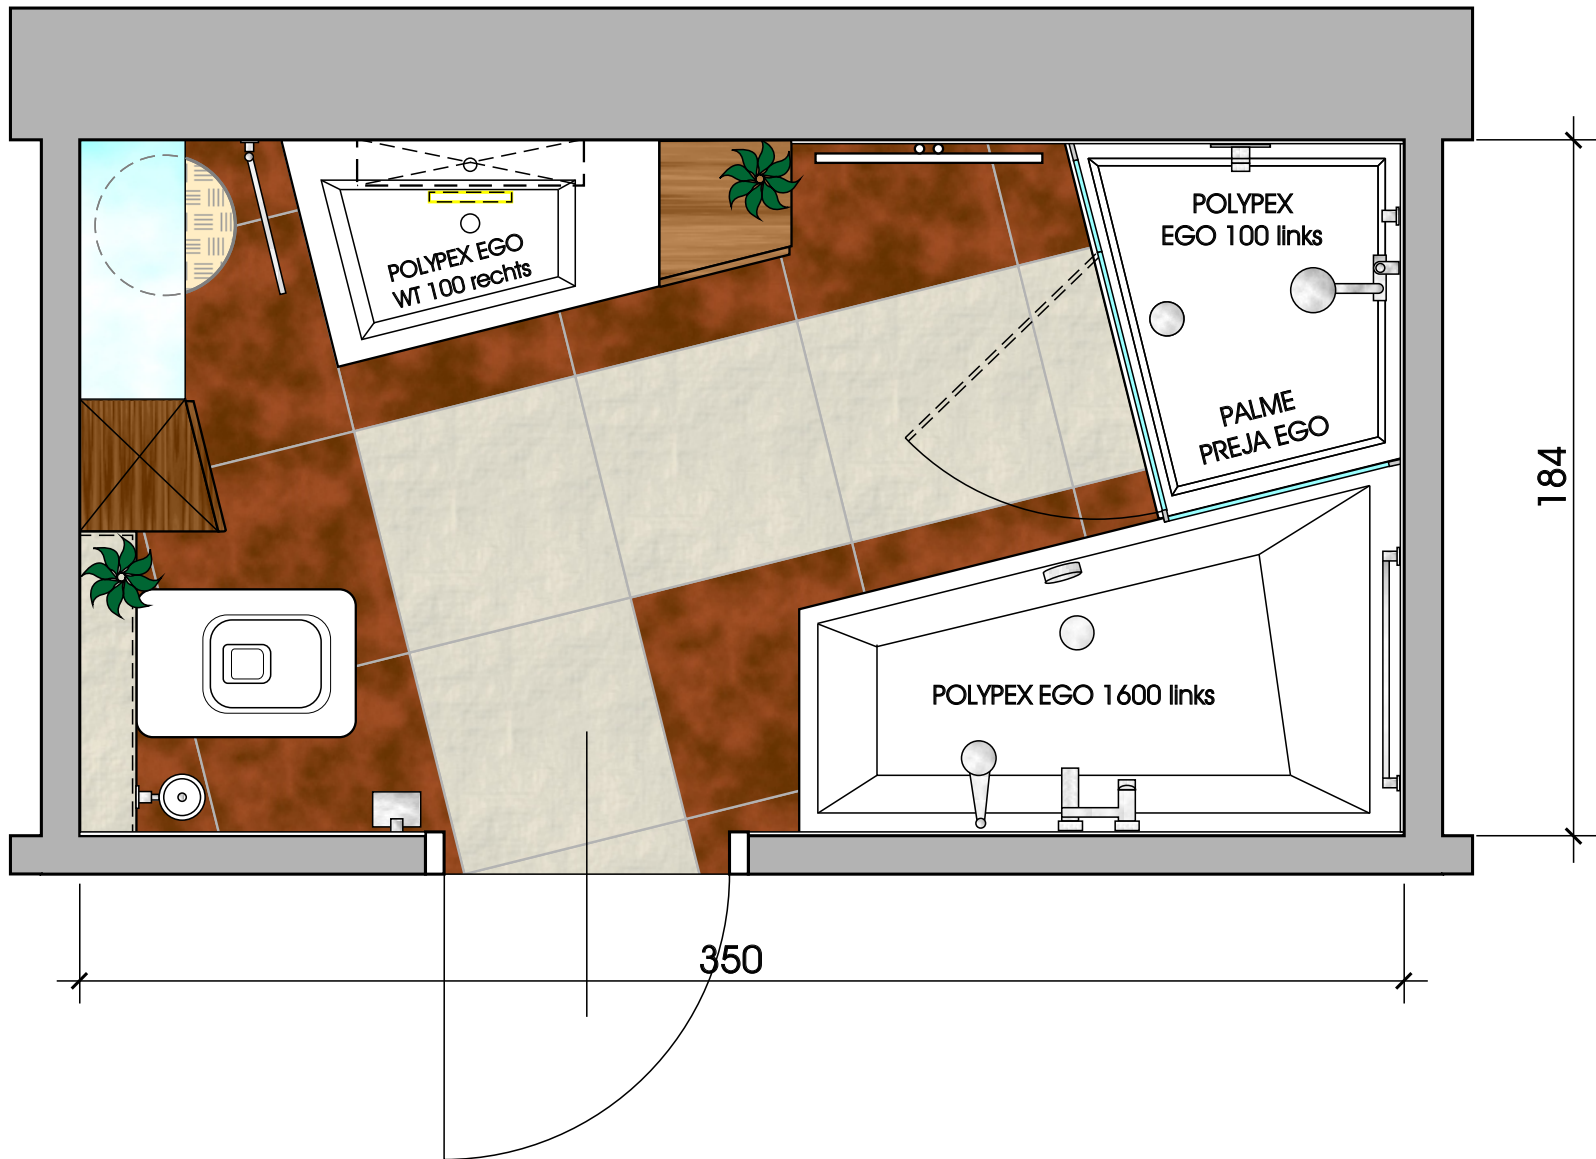 POLYPEX
EGO 100 links
POLYPEX EGO
WT 100 rechts
PALME
PREJA EGO
POLYPEX EGO 1600 links
184
350